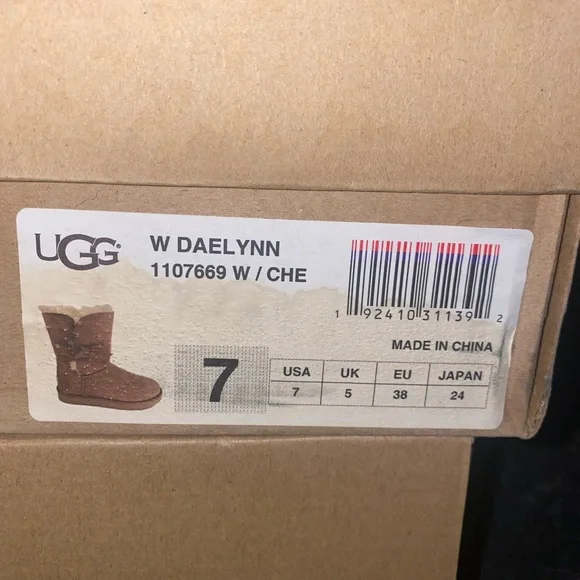 UGG®
W DAELYNN
1107669 W / CHE
1 92410 31139 2
MADE IN CHINA
7
USA UK EU JAPAN
7 5 38 24